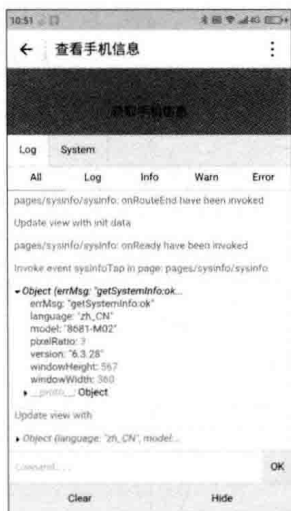 10:51
4G
查看手机信息
获取手机信息
Log System
All Log Info Warn Error
pages/sysinfo/sysinfo: onRouteEnd have been invoked
Update view with init data
pages/sysinfo/sysinfo: onReady have been invoked
Invoke event sysInfoTap in page: pages/sysinfo/sysinfo
Object (errMsg: "getSystemInfo:ok...
errMsg: "getSystemInfo:ok"
language: "zh_CN"
model: "8681-M02"
pixelRatio: 3
version: "6.3.28"
windowHeight: 567
windowWidth: 360
__proto__: Object
Update view with
Object (language: "zh_CN", model...
Command...
OK
Clear Hide